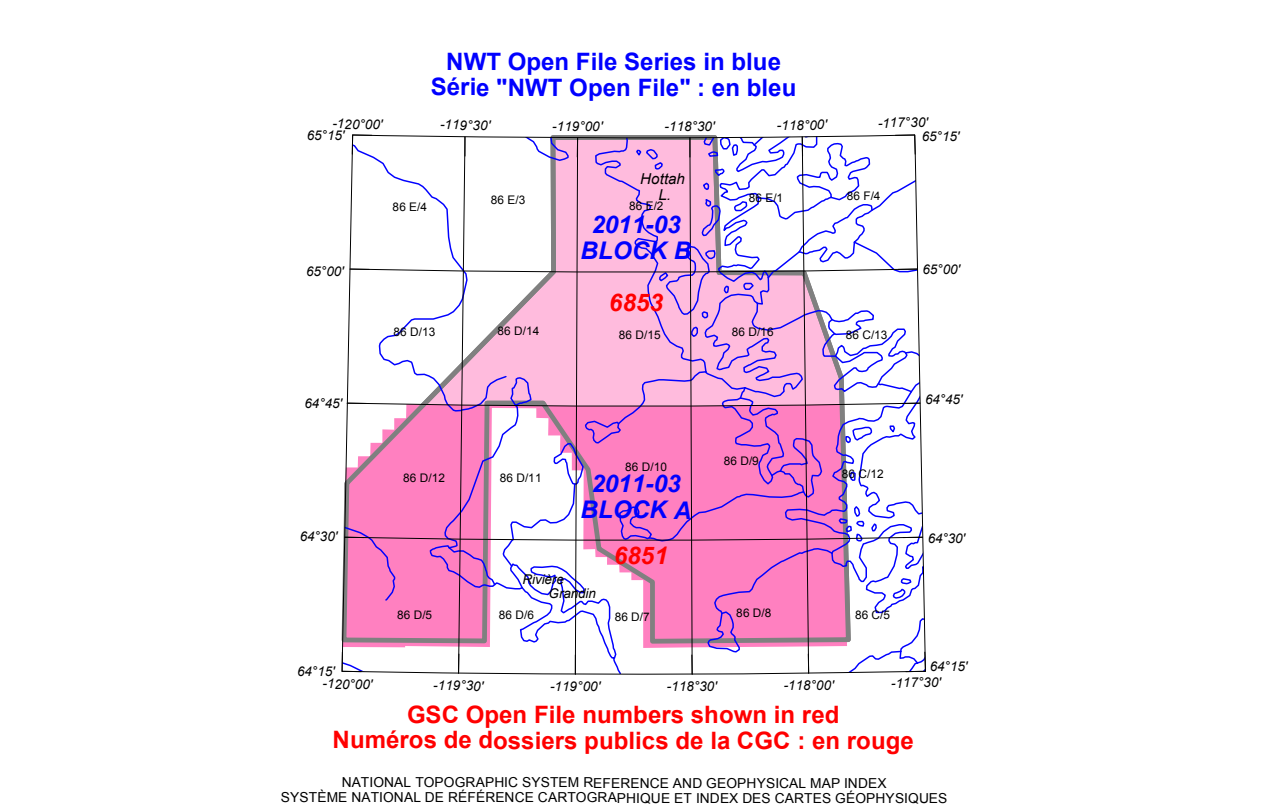 NWT Open File Series in blue
Série "NWT Open File" : en bleu
-120°00' -119°30' -119°00' -118°30' -118°00' -117°30'
65°15' 65°15'
Hottah
L.
86 E/4 86 E/3 86 E/2 86 E/1 86 F/4
2011-03
BLOCK B
65°00' 65°00'
6853
86 D/13 86 D/14 86 D/15 86 D/16 86 C/13
64°45' 64°45'
86 D/12 86 D/11 86 D/10 86 D/9 86 C/12
2011-03
BLOCK A
64°30' 64°30'
6851
Rivière
Grandin
86 D/5 86 D/6 86 D/7 86 D/8 86 C/5
64°15' 64°15'
-120°00' -119°30' -119°00' -118°30' -118°00' -117°30'
GSC Open File numbers shown in red
Numéros de dossiers publics de la CGC : en rouge
NATIONAL TOPOGRAPHIC SYSTEM REFERENCE AND GEOPHYSICAL MAP INDEX
SYSTÈME NATIONAL DE RÉFÉRENCE CARTOGRAPHIQUE ET INDEX DES CARTES GÉOPHYSIQUES